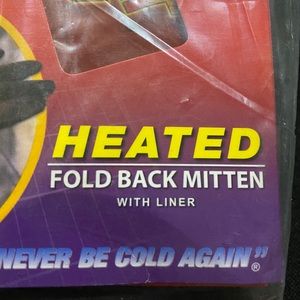 HEATED
FOLD BACK MITTEN
WITH LINER
NEVER BE COLD AGAIN”®